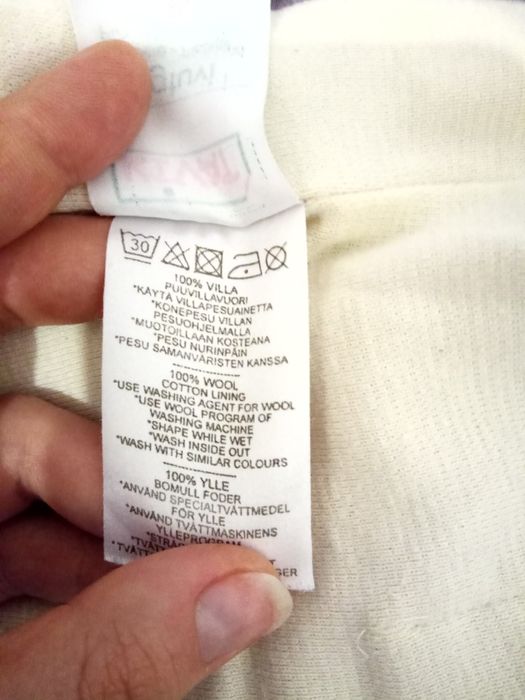 30
100% VILLA
PUUVILLAVUORI
*KÄYTÄ VILLAPESUAINETTA
*KONEPESU VILLAN
PESUOHJELMALLA
*MUOTOILLAAN KOSTEANA
*PESU NURINPÄIN
*PESU SAMANVÄRISTEN KANSSA
100% WOOL
COTTON LINING
*USE WASHING AGENT FOR WOOL
*USE WOOL PROGRAM OF
WASHING MACHINE
*SHAPE WHILE WET
*WASH INSIDE OUT
*WASH WITH SIMILAR COLOURS
100% YLLE
BOMULL FODER
*ANVÄND SPECIALTVÄTTMEDEL
FÖR YLLE
*ANVÄND TVÄTTMASKINENS
YLLEPROGRAM